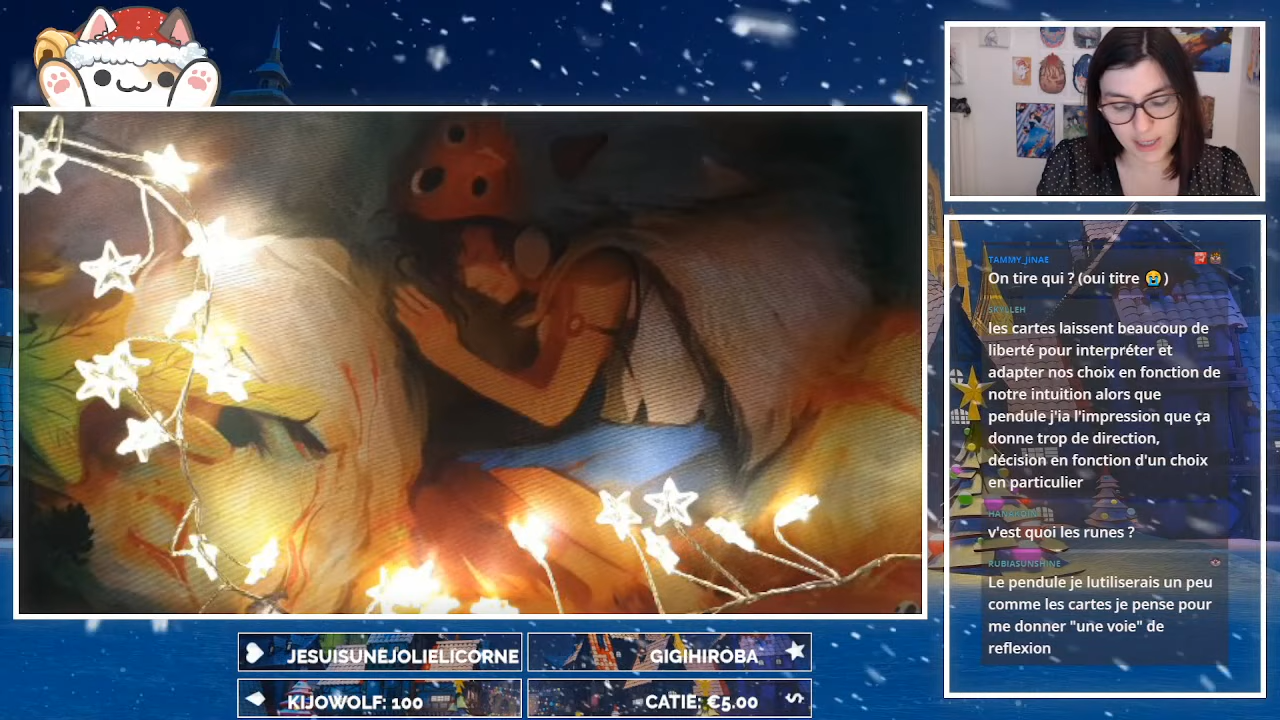 TAMMY_JINAE
On tire qui ? (oui titre 😭)
SKYLLEH
les cartes laissent beaucoup de
liberté pour interpréter et
adapter nos choix en fonction de
notre intuition alors que
pendule j'ia l'impression que ça
donne trop de direction,
décision en fonction d'un choix
en particulier
v'est quoi les runes ?
RUBIASUNSHINE
Le pendule je lutiliserais un peu
comme les cartes je pense pour
me donner "une voie" de
reflexion
JESUISUNEJOLIELICORNE
GIGIHIROBA
KIJOWOLF: 100
CATIE: €5.00